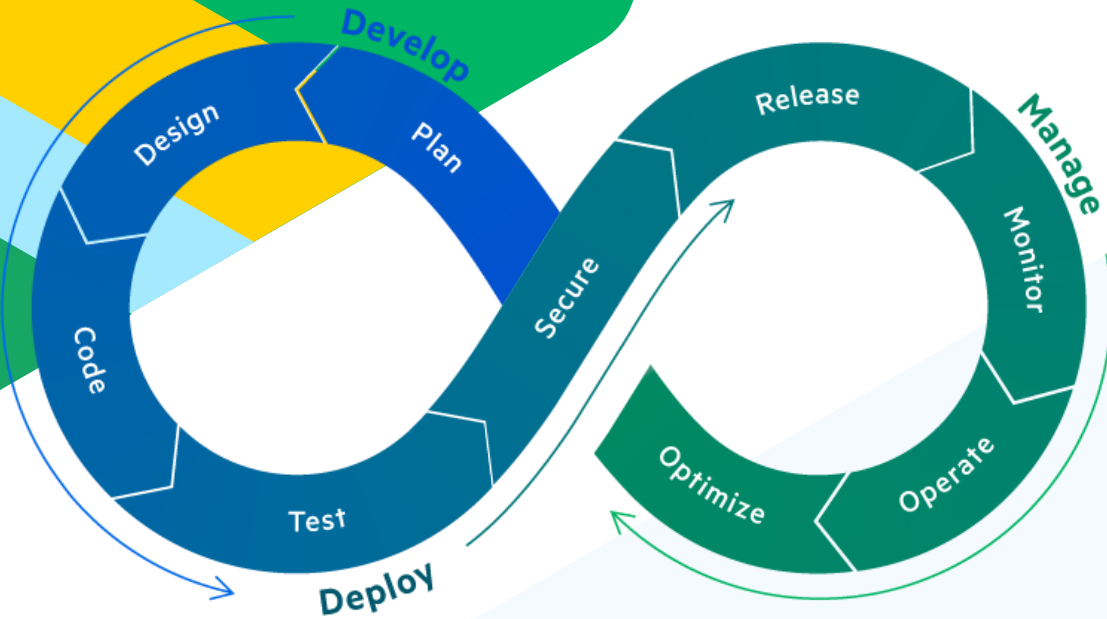 Develop
Plan
Design
Code
Test
Deploy
Secure
Release
Manage
Monitor
Operate
Optimize